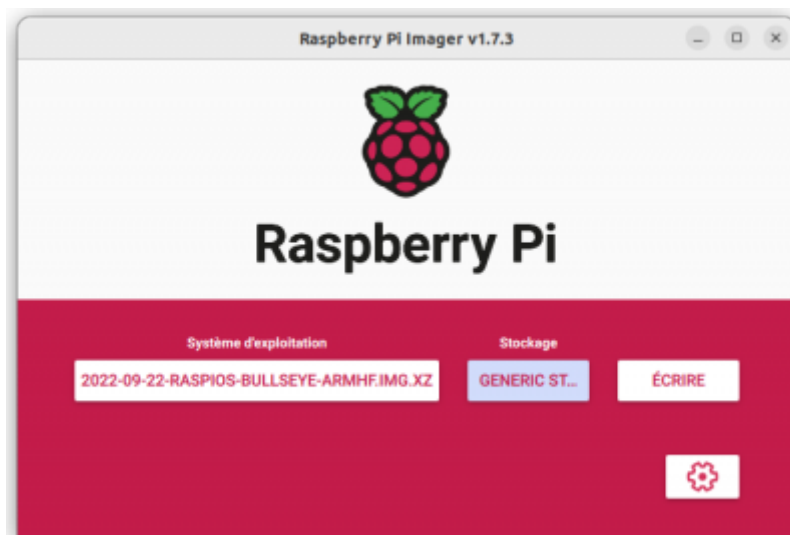 Raspberry Pi Imager v1.7.3
Raspberry Pi
Système d'exploitation
Stockage
2022-09-22-RASPIOS-BULLSEYE-ARMHF.IMG.XZ
GENERIC ST...
ÉCRIRE